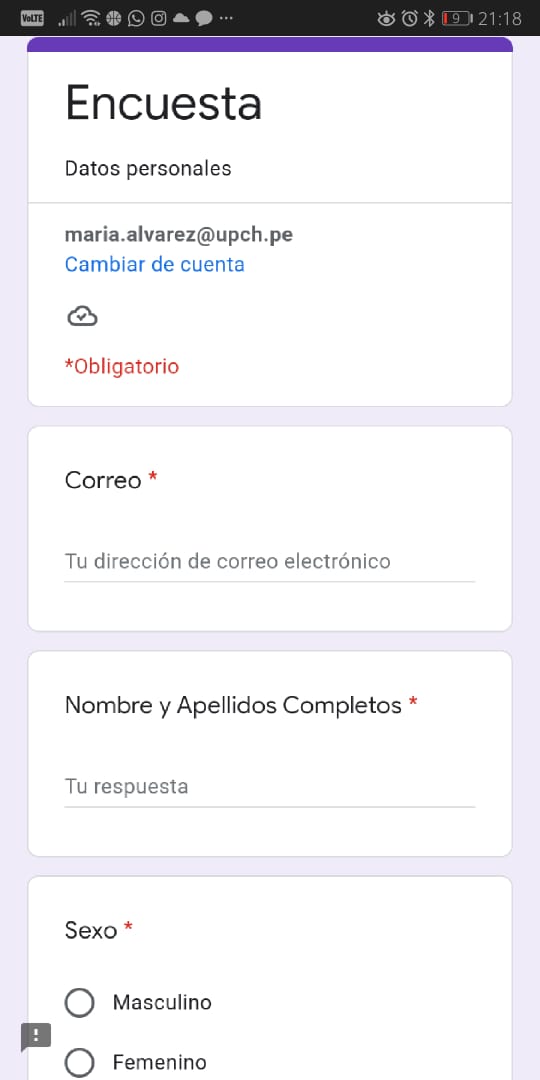 VoLTE 9 21:18
Encuesta
Datos personales
maria.alvarez@upch.pe
Cambiar de cuenta
*Obligatorio
Correo *
Tu dirección de correo electrónico
Nombre y Apellidos Completos *
Tu respuesta
Sexo *
Masculino
Femenino